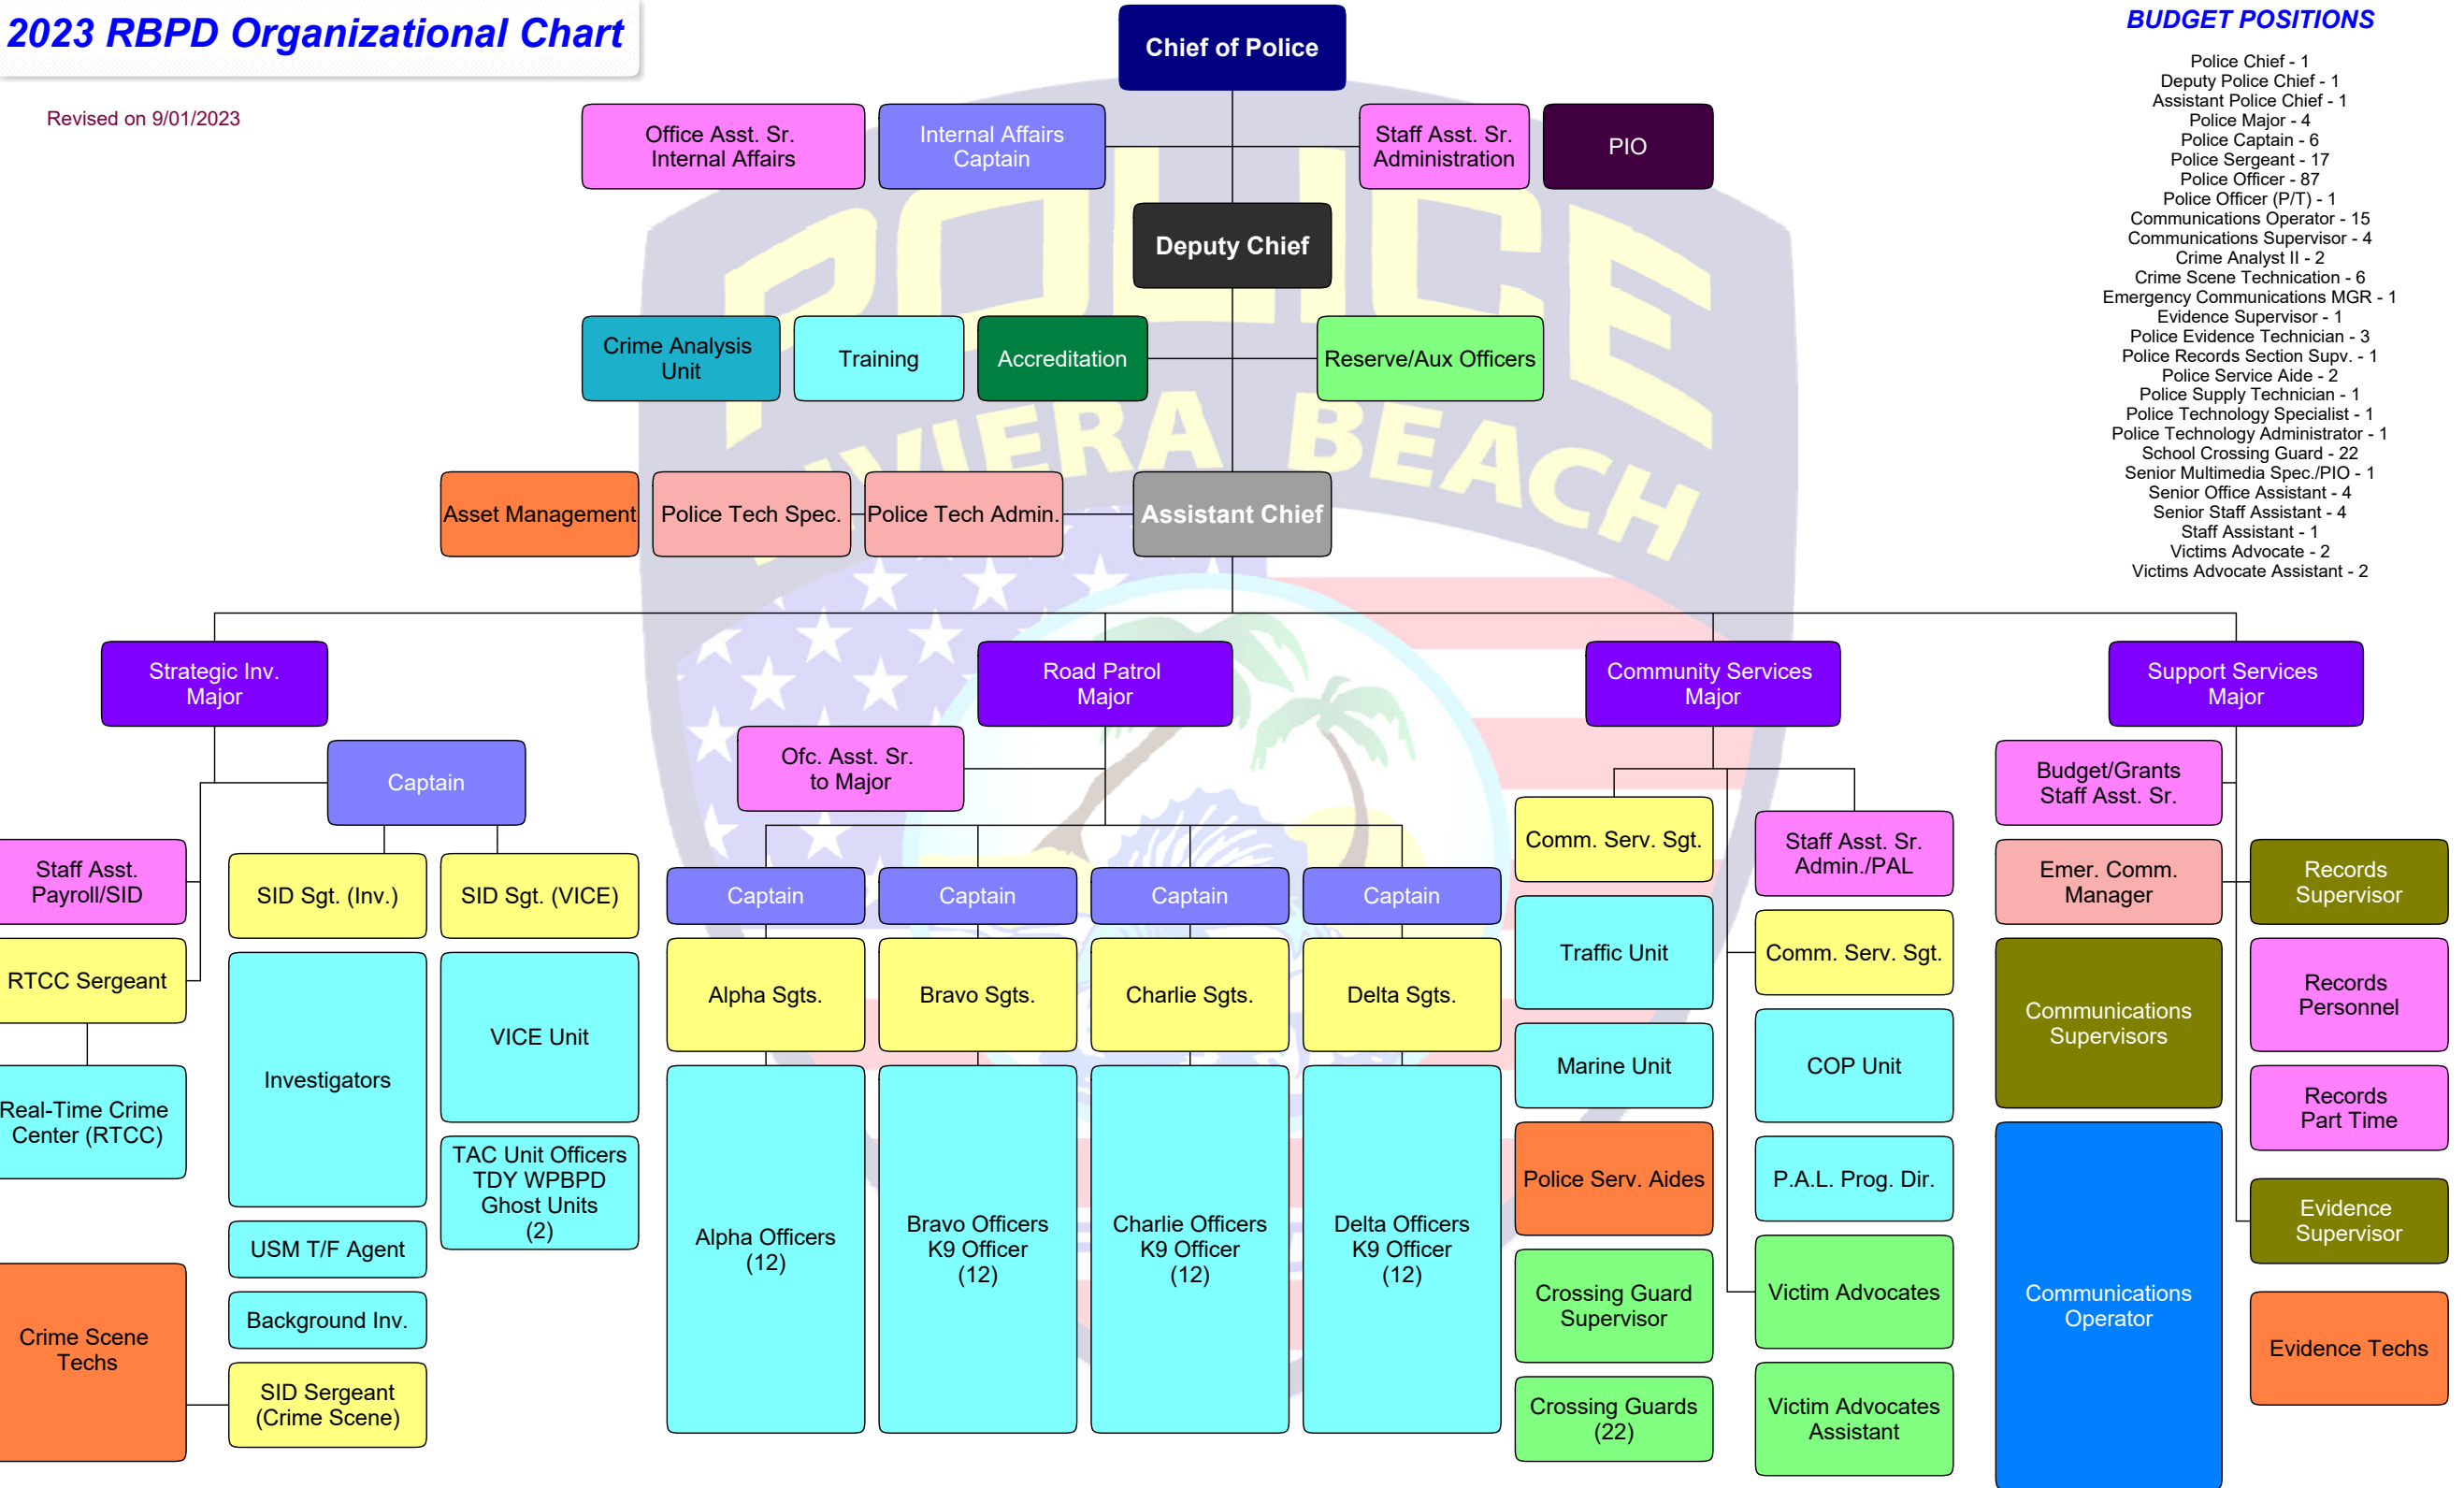 2023 RBPD Organizational Chart
Revised on 9/01/2023
BUDGET POSITIONS
Police Chief - 1
Deputy Police Chief - 1
Assistant Police Chief - 1
Police Major - 4
Police Captain - 6
Police Sergeant - 17
Police Officer - 87
Police Officer (P/T) - 1
Communications Operator - 15
Communications Supervisor - 4
Crime Analyst II - 2
Crime Scene Technication - 6
Emergency Communications MGR - 1
Evidence Supervisor - 1
Police Evidence Technician - 3
Police Records Section Supv. - 1
Police Service Aide - 2
Police Supply Technician - 1
Police Technology Specialist - 1
Police Technology Administrator - 1
School Crossing Guard - 22
Senior Multimedia Spec./PIO - 1
Senior Office Assistant - 4
Senior Staff Assistant - 4
Staff Assistant - 1
Victims Advocate - 2
Victims Advocate Assistant - 2
Chief of Police
Office Asst. Sr.
Internal Affairs
Internal Affairs
Captain
Staff Asst. Sr.
Administration
PIO
POLICE
Deputy Chief
Crime Analysis
Unit
Training
Accreditation
Reserve/Aux Officers
RIVIERA BEACH
Asset Management
Police Tech Spec.
Police Tech Admin.
Assistant Chief
Strategic Inv.
Major
Road Patrol
Major
Community Services
Major
Support Services
Major
Captain
Staff Asst.
Payroll/SID
SID Sgt. (Inv.)
SID Sgt. (VICE)
RTCC Sergeant
Investigators
VICE Unit
Real-Time Crime
Center (RTCC)
TAC Unit Officers
TDY WPBPD
Ghost Units
(2)
USM T/F Agent
Background Inv.
Crime Scene
Techs
SID Sergeant
(Crime Scene)
Ofc. Asst. Sr.
to Major
Captain
Captain
Captain
Captain
Alpha Sgts.
Bravo Sgts.
Charlie Sgts.
Delta Sgts.
Alpha Officers
(12)
Bravo Officers
K9 Officer
(12)
Charlie Officers
K9 Officer
(12)
Delta Officers
K9 Officer
(12)
Comm. Serv. Sgt.
Traffic Unit
Marine Unit
Police Serv. Aides
Crossing Guard
Supervisor
Crossing Guards
(22)
Staff Asst. Sr.
Admin./PAL
Comm. Serv. Sgt.
COP Unit
P.A.L. Prog. Dir.
Victim Advocates
Victim Advocates
Assistant
Budget/Grants
Staff Asst. Sr.
Emer. Comm.
Manager
Communications
Supervisors
Communications
Operator
Records
Supervisor
Records
Personnel
Records
Part Time
Evidence
Supervisor
Evidence Techs